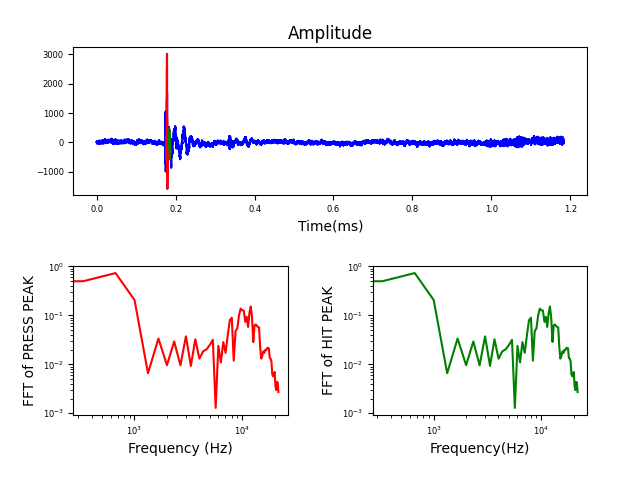 Amplitude
3000
2000
1000
0
−1000
0.0 0.2 0.4 0.6 0.8 1.0 1.2
Time(ms)
FFT of PRESS PEAK
10⁰
10⁻¹
10⁻²
10⁻³
10³ 10⁴
Frequency (Hz)
FFT of HIT PEAK
10⁰
10⁻¹
10⁻²
10⁻³
10³ 10⁴
Frequency(Hz)